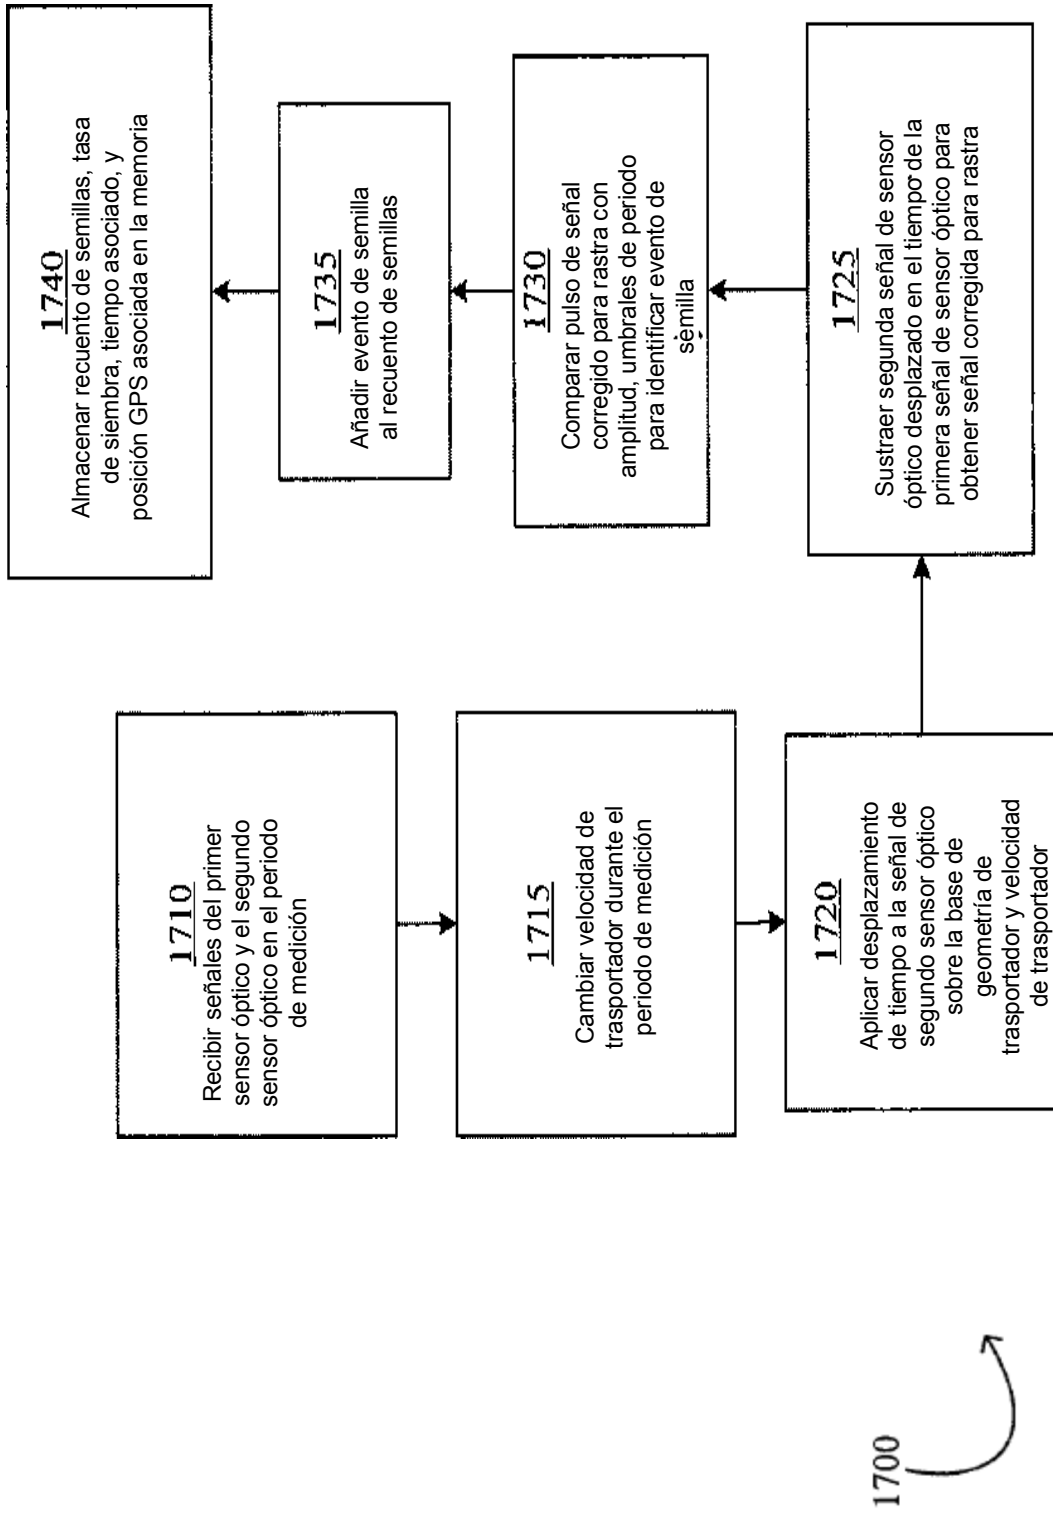 1710
Recibir señales del primer
sensor óptico y el segundo
sensor óptico en el periodo
de medición
1715
Cambiar velocidad de
trasportador durante el
periodo de medición
1720
Aplicar desplazamiento
de tiempo a la señal de
segundo sensor óptico
sobre la base de
geometría de
trasportador y velocidad
de trasportador
1725
Sustraer segunda señal de sensor
óptico desplazado en el tiempo de la
primera señal de sensor óptico para
obtener señal corregida para rastra
1730
Comparar pulso de señal
corregido para rastra con
amplitud, umbrales de periodo
para identificar evento de
semilla
1735
Añadir evento de semilla
al recuento de semillas
1740
Almacenar recuento de semillas, tasa
de siembra, tiempo asociado, y
posición GPS asociada en la memoria
1700